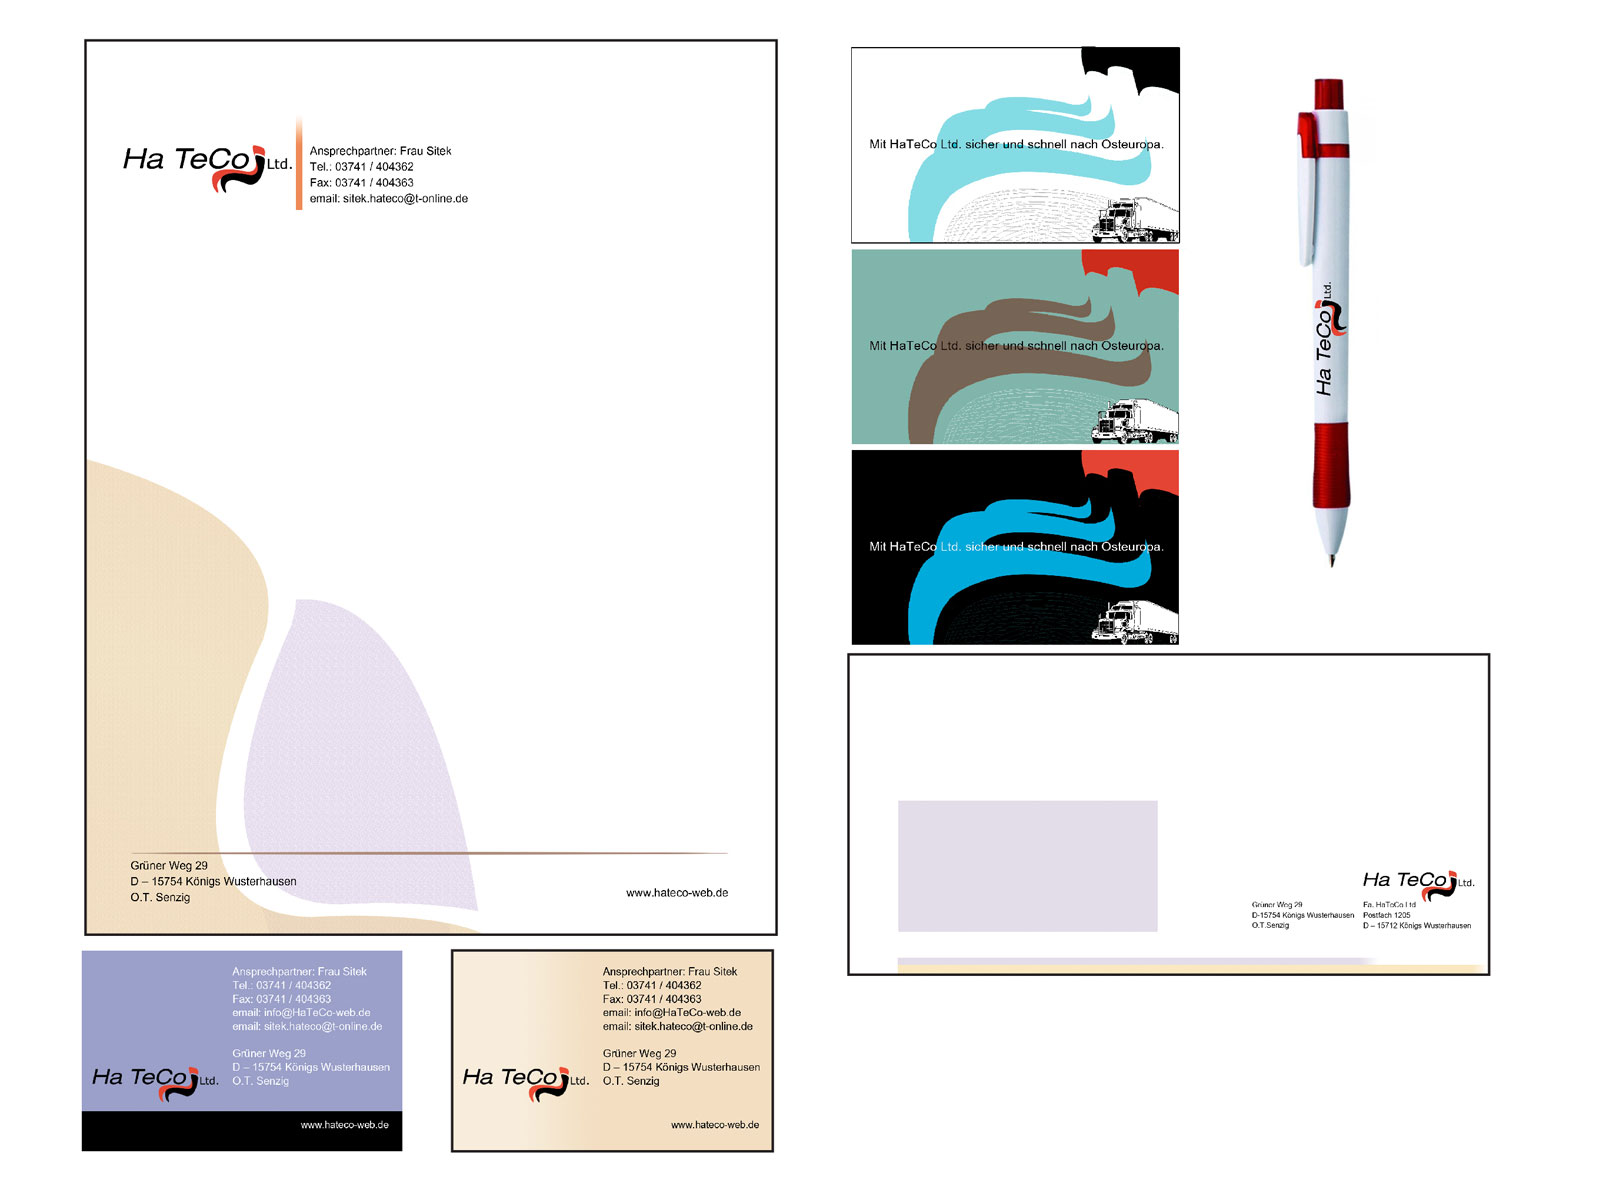 Ha TeCo Ltd.
Ansprechpartner: Frau Sitek
Tel.: 03741 / 404362
Fax: 03741 / 404363
email: sitek.hateco@t-online.de
Grüner Weg 29
D – 15754 Königs Wusterhausen
O.T. Senzig
www.hateco-web.de
Ansprechpartner: Frau Sitek
Tel.: 03741 / 404362
Fax: 03741 / 404363
email: info@HaTeCo-web.de
email: sitek.hateco@t-online.de
Grüner Weg 29
D – 15754 Königs Wusterhausen
O.T. Senzig
Ha TeCo Ltd.
www.hateco-web.de
Ansprechpartner: Frau Sitek
Tel.: 03741 / 404362
Fax: 03741 / 404363
email: info@HaTeCo-web.de
email: sitek.hateco@t-online.de
Grüner Weg 29
D – 15754 Königs Wusterhausen
O.T. Senzig
Ha TeCo Ltd.
www.hateco-web.de
Mit HaTeCo Ltd. sicher und schnell nach Osteuropa.
Mit HaTeCo Ltd. sicher und schnell nach Osteuropa.
Mit HaTeCo Ltd. sicher und schnell nach Osteuropa.
Ha TeCo Ltd.
Ha TeCo Ltd.
Grüner Weg 29
D-15754 Königs Wusterhausen
O.T.Senzig
Fa. HaTeCo Ltd
Postfach 1205
D – 15712 Königs Wusterhausen